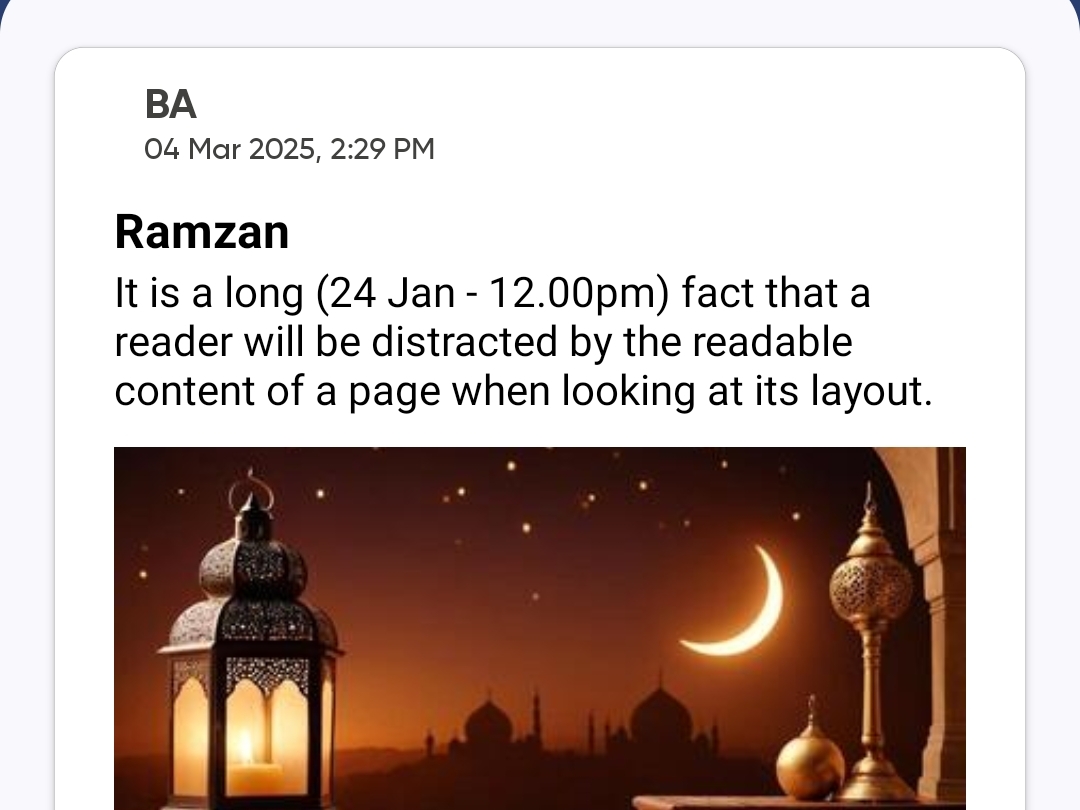 BA
04 Mar 2025, 2:29 PM
Ramzan
It is a long (24 Jan - 12.00pm) fact that a
reader will be distracted by the readable
content of a page when looking at its layout.